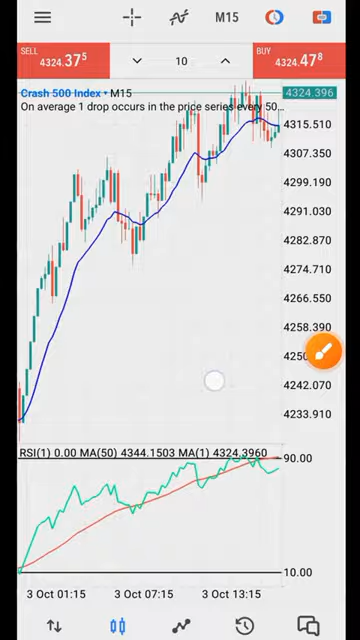 M15
SELL
4324.37⁵
10
BUY
4324.47⁸
Crash 500 Index • M15
On average 1 drop occurs in the price series every 50...
4324.396
4315.510
4307.350
4299.190
4291.030
4282.870
4274.710
4266.550
4258.390
4250
4242.070
4233.910
RSI(1) 0.00 MA(50) 4344.1503 MA(1) 4324.3960
90.00
10.00
3 Oct 01:15 3 Oct 07:15 3 Oct 13:15